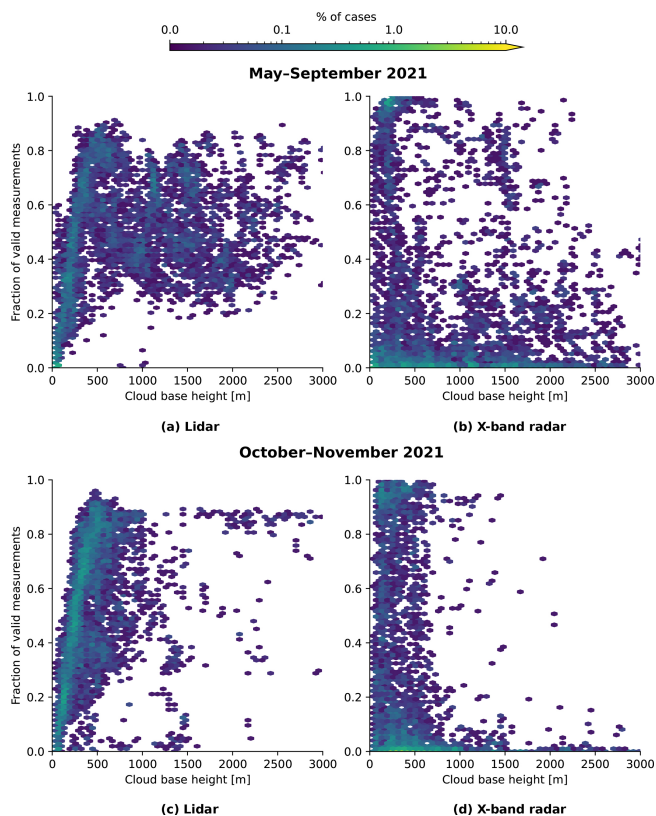 % of cases
0.0 0.1 1.0 10.0
May–September 2021
1.0 1.0
0.8 0.8
0.6 0.6
0.4 0.4
0.2 0.2
0.0 0.0
Fraction of valid measurements
0 500 1000 1500 2000 2500 3000 0 500 1000 1500 2000 2500 3000
Cloud base height [m] Cloud base height [m]
(a) Lidar (b) X-band radar
October–November 2021
1.0 1.0
0.8 0.8
0.6 0.6
0.4 0.4
0.2 0.2
0.0 0.0
Fraction of valid measurements
0 500 1000 1500 2000 2500 3000 0 500 1000 1500 2000 2500 3000
Cloud base height [m] Cloud base height [m]
(c) Lidar (d) X-band radar